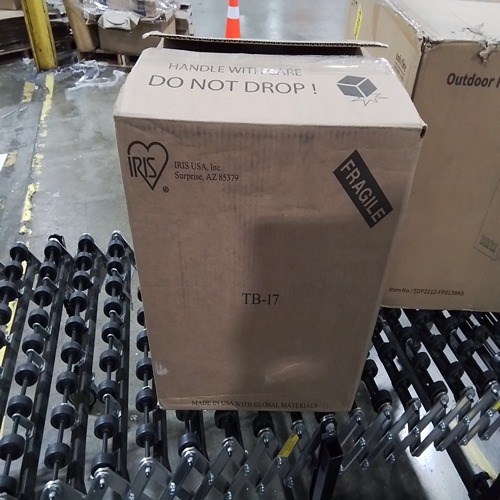 HANDLE WITH CARE
DO NOT DROP !
IRIS
®
IRIS USA, Inc.
Surprise, AZ 85379
FRAGILE
TB-17
MADE IN USA WITH GLOBAL MATERIALS
Outdoor